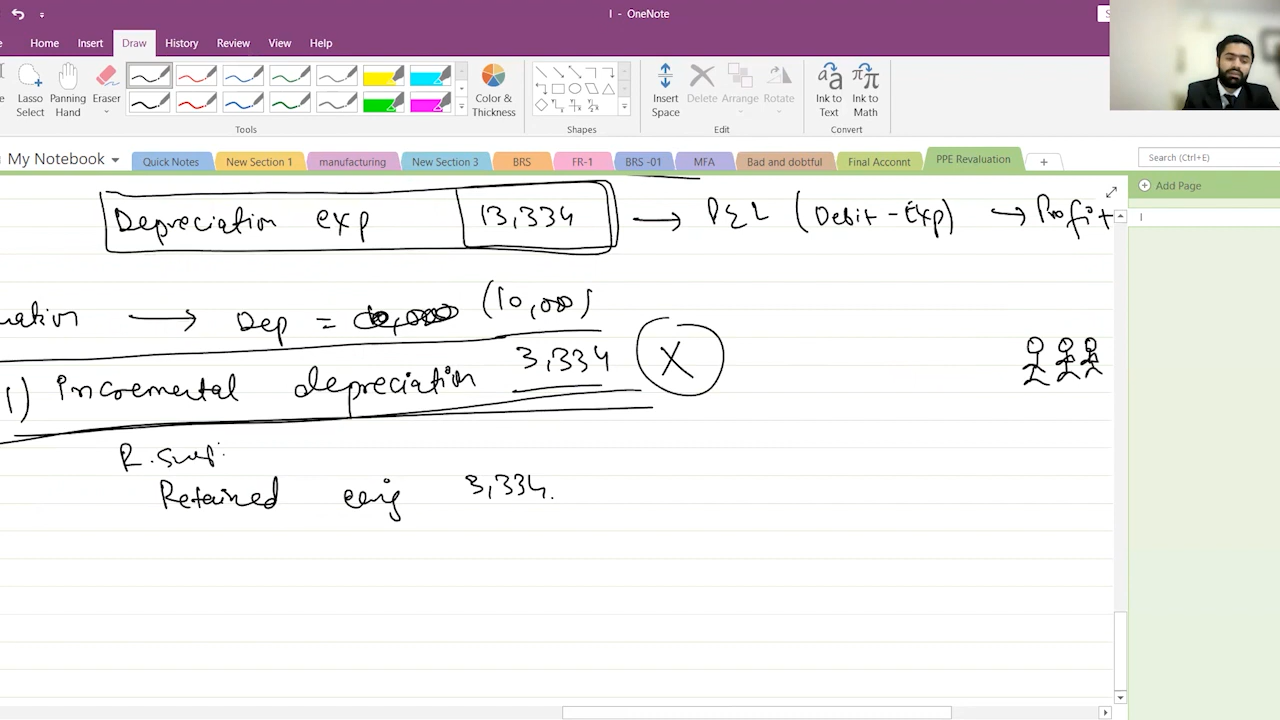 I - OneNote
S
Home Insert Draw History Review View Help
Lasso Select Panning Hand Eraser Color & Thickness Insert Space Delete Arrange Rotate Ink to Text Ink to Math
Tools Shapes Edit Convert
My Notebook Quick Notes New Section 1 manufacturing New Section 3 BRS FR-1 BRS -01 MFA Bad and doubtful Final Acconnt PPE Revaluation + Search (Ctrl+E)
Add Page
I
Depreciation exp 13,334 → P&L (Debit - Exp) → Profit
uation → Dep = (10,000)
1) Incremental depreciation 3,334 X
R. Surp.
Retained 3,334.